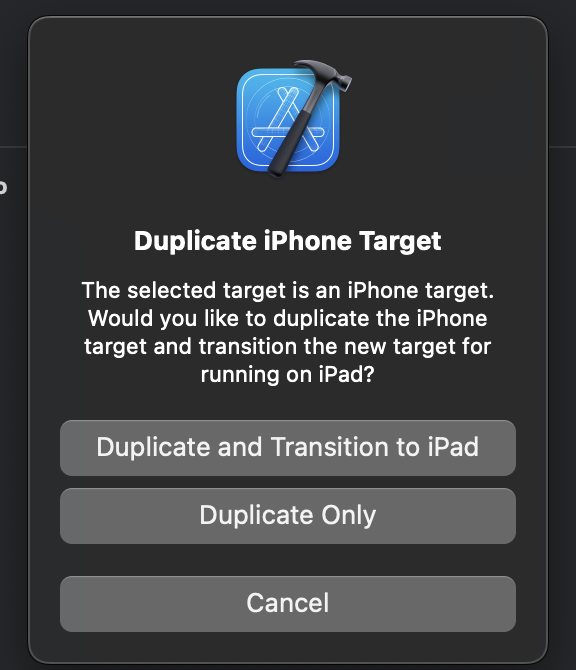 Duplicate iPhone Target
The selected target is an iPhone target.
Would you like to duplicate the iPhone
target and transition the new target for
running on iPad?
Duplicate and Transition to iPad
Duplicate Only
Cancel